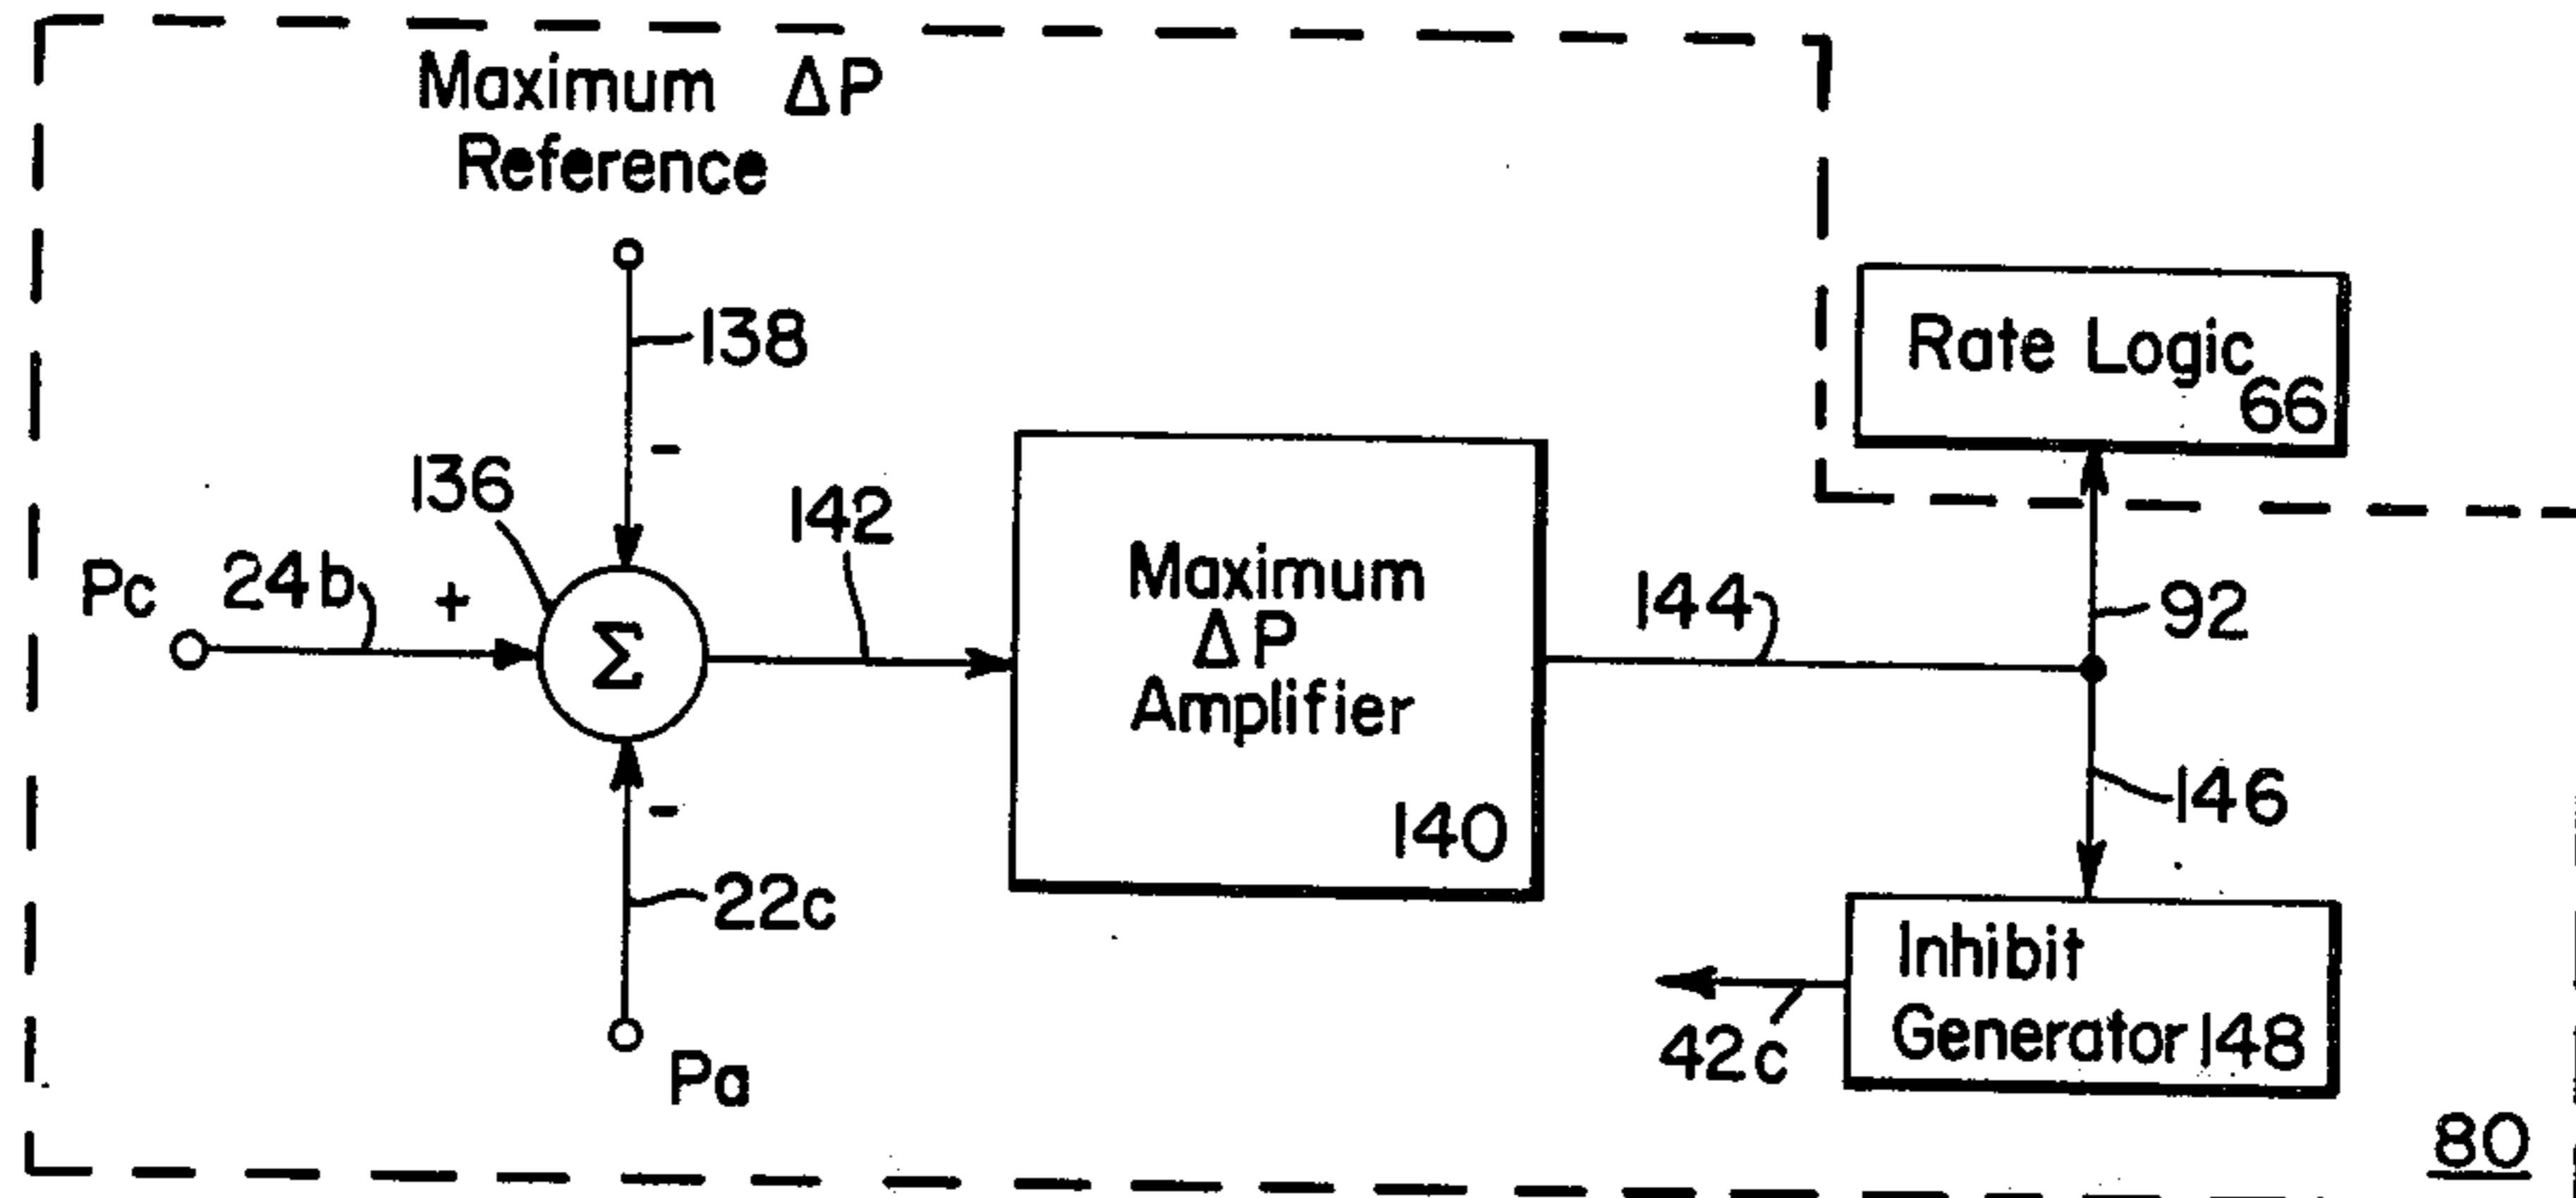 Maximum ΔP
Reference
138
-
136
142
Pc
24b
+
Σ
Maximum
ΔP
Amplifier
140
144
Rate Logic
66
92
146
-
22c
Pa
Inhibit
Generator 148
42c
80